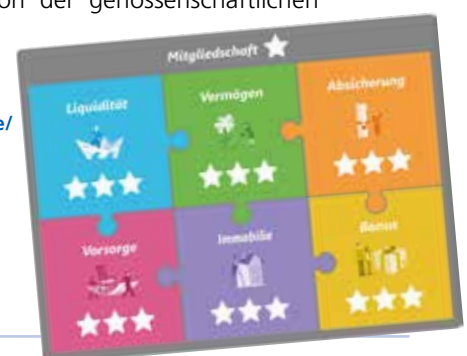 on der genossenschaftlichen
e/
Mitgliedschaft
Liquidität Vermögen Absicherung
Vorsorge Immobilie Bonus